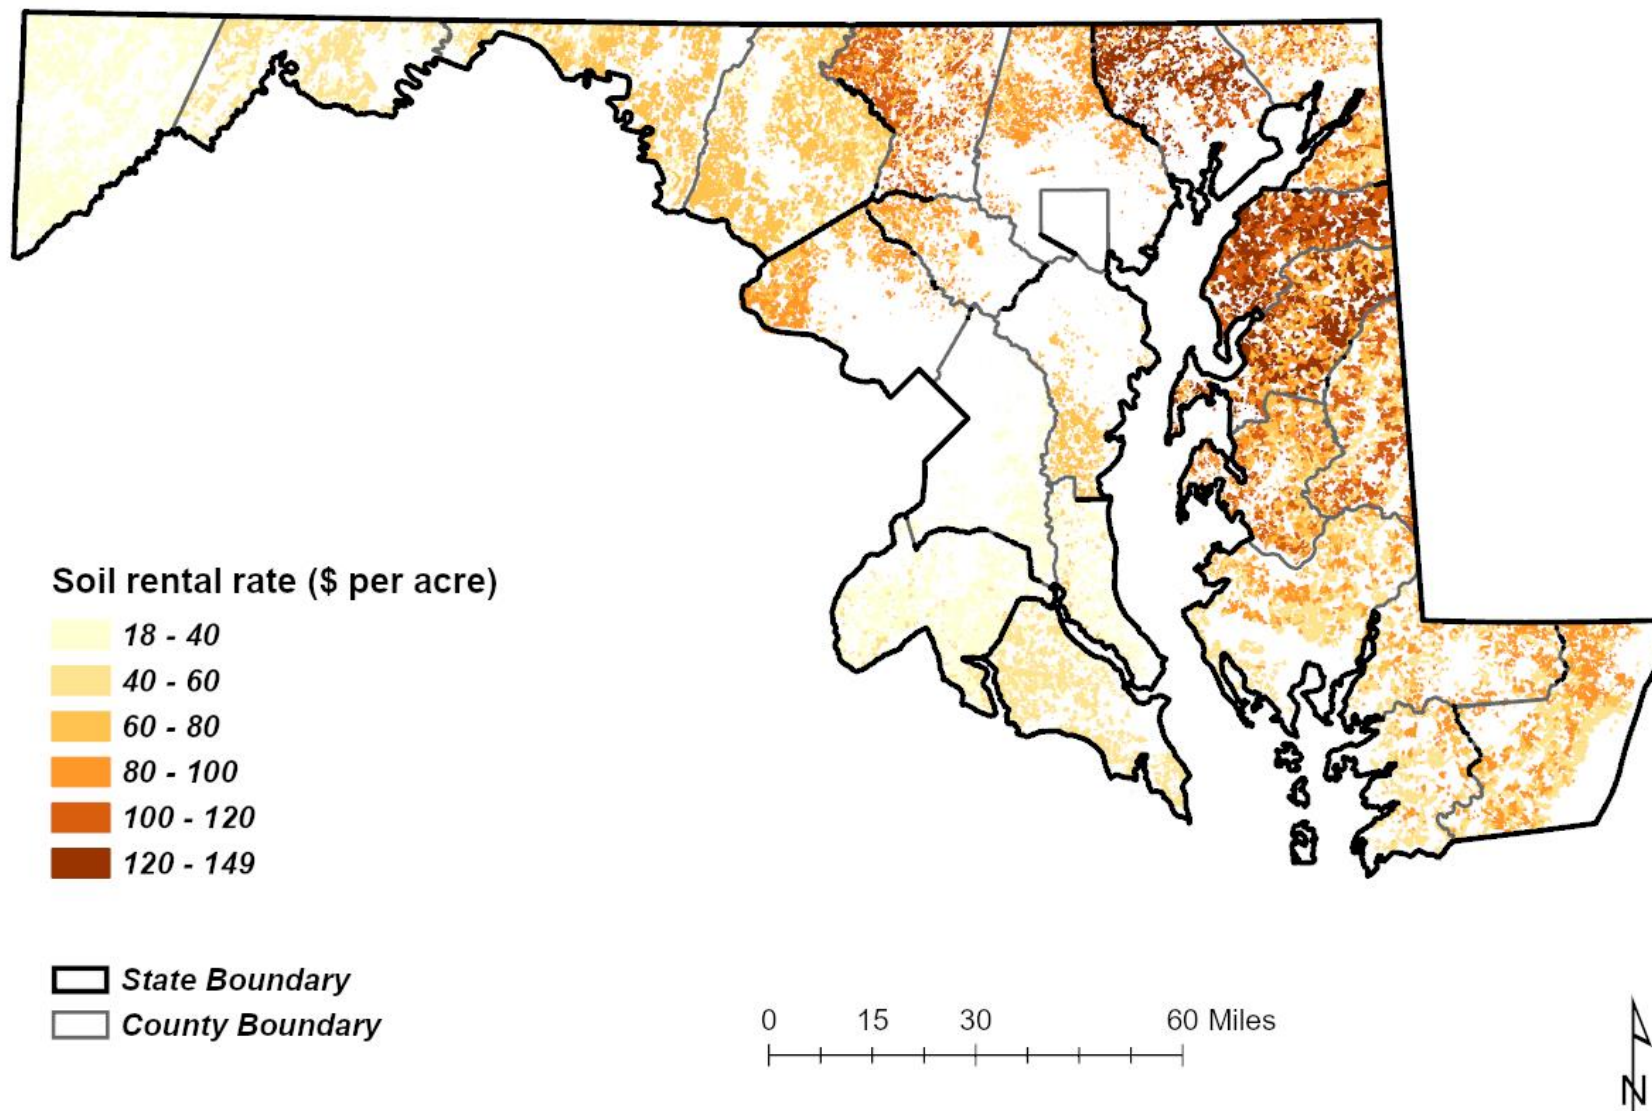 Soil rental rate ($ per acre)
18 - 40
40 - 60
60 - 80
80 - 100
100 - 120
120 - 149
State Boundary
County Boundary
0 15 30 60 Miles
N